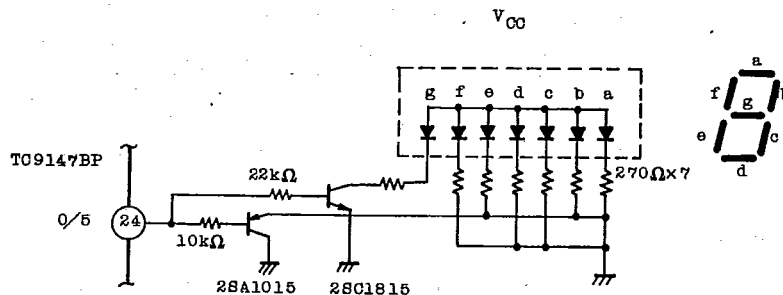 VCC
g f e d c b a
a
f b
g
e c
d
TC9147BP
0/5
24
22kΩ
10kΩ
270Ω×7
2SA1015
2SC1815